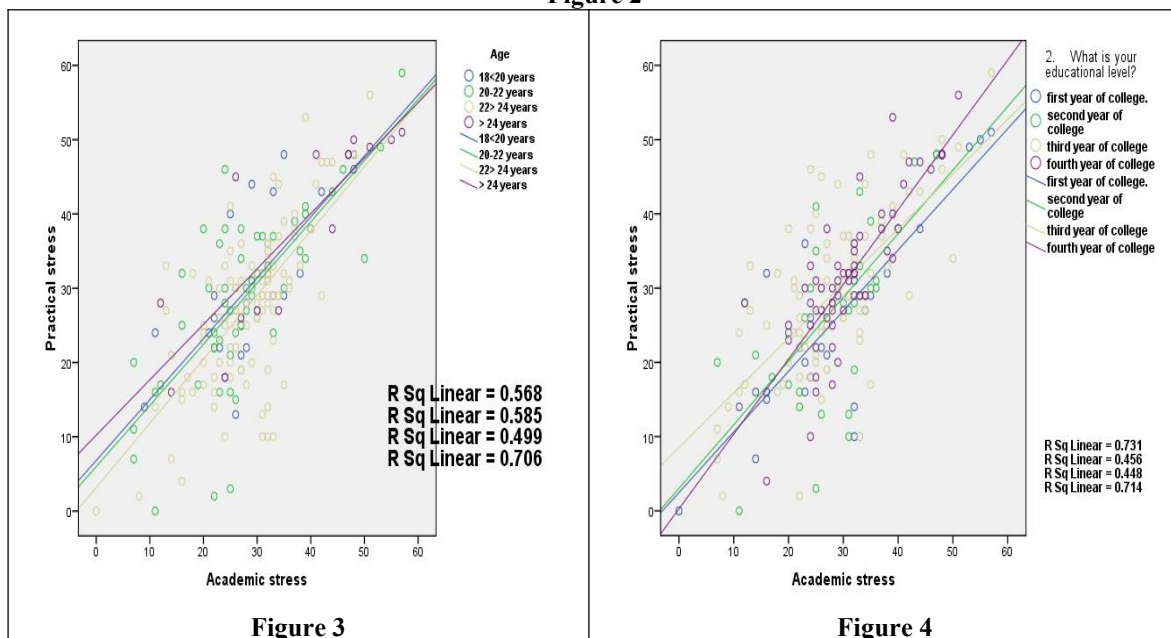 Figure 2
Age
18<20 years
20-22 years
22> 24 years
> 24 years
18<20 years
20-22 years
22> 24 years
> 24 years
60
50
40
30
20
10
0
Practical stress
R Sq Linear = 0.568
R Sq Linear = 0.585
R Sq Linear = 0.499
R Sq Linear = 0.706
0 10 20 30 40 50 60
Academic stress
Figure 3
2. What is your
educational level?
first year of college.
second year of
college
third year of college
fourth year of college
first year of college.
second year of
college
third year of college
fourth year of college
60
50
40
30
20
10
0
Practical stress
R Sq Linear = 0.731
R Sq Linear = 0.456
R Sq Linear = 0.448
R Sq Linear = 0.714
0 10 20 30 40 50 60
Academic stress
Figure 4